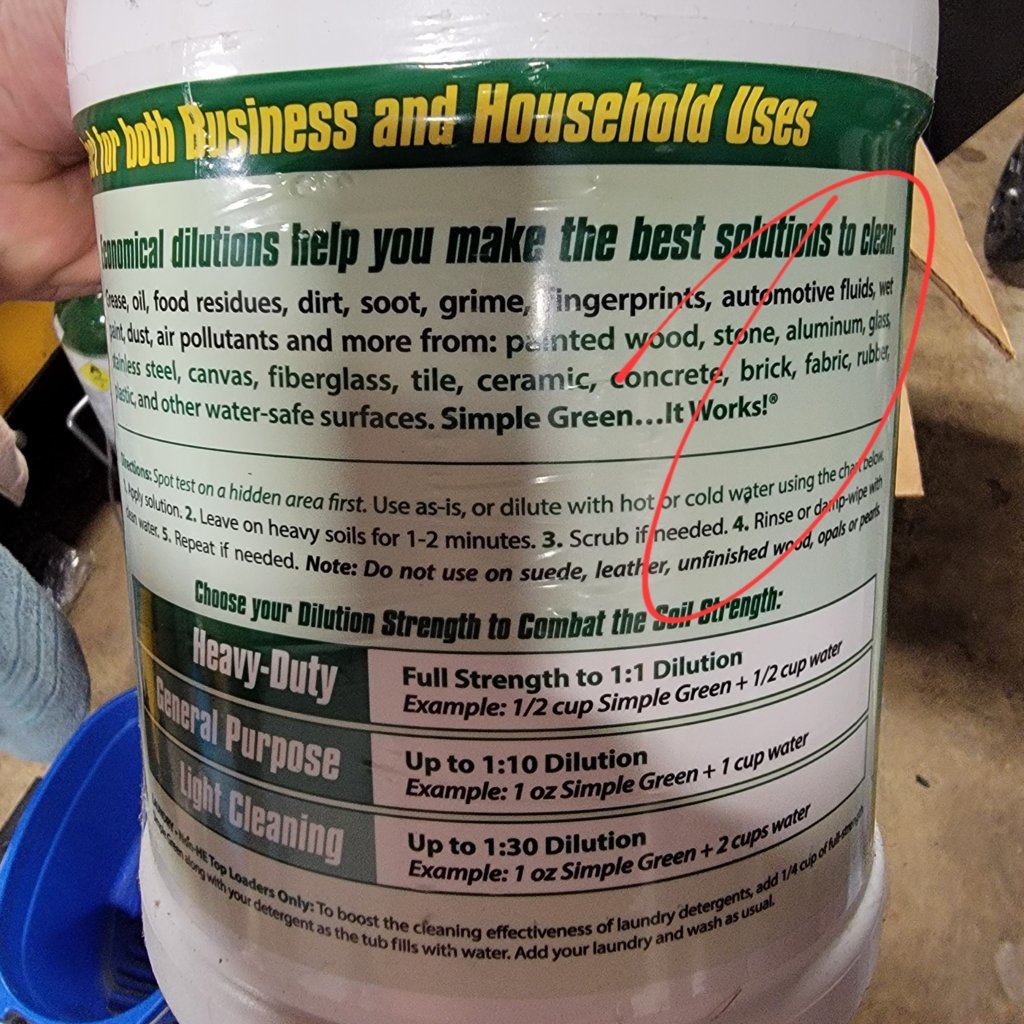 for both Business and Household Uses
Economical dilutions help you make the best solutions to clean:
Grease, oil, food residues, dirt, soot, grime, fingerprints, automotive fluids, wet
paint, dust, air pollutants and more from: painted wood, stone, aluminum, glass,
stainless steel, canvas, fiberglass, tile, ceramic, concrete, brick, fabric, rubber,
plastic, and other water-safe surfaces. Simple Green...It Works!®
Directions: Spot test on a hidden area first. Use as-is, or dilute with hot or cold water using the chart below.
1. Apply solution. 2. Leave on heavy soils for 1-2 minutes. 3. Scrub if needed. 4. Rinse or damp-wipe with
clean water. 5. Repeat if needed. Note: Do not use on suede, leather, unfinished wood, opals or pearls.
Choose your Dilution Strength to Combat the Soil Strength:
Heavy-Duty
Full Strength to 1:1 Dilution
Example: 1/2 cup Simple Green + 1/2 cup water
General Purpose
Up to 1:10 Dilution
Example: 1 oz Simple Green + 1 cup water
Light Cleaning
Up to 1:30 Dilution
Example: 1 oz Simple Green + 2 cups water
HE Top Loaders Only: To boost the cleaning effectiveness of laundry detergents, add 1/4 cup of full-strength
Green along with your detergent as the tub fills with water. Add your laundry and wash as usual.